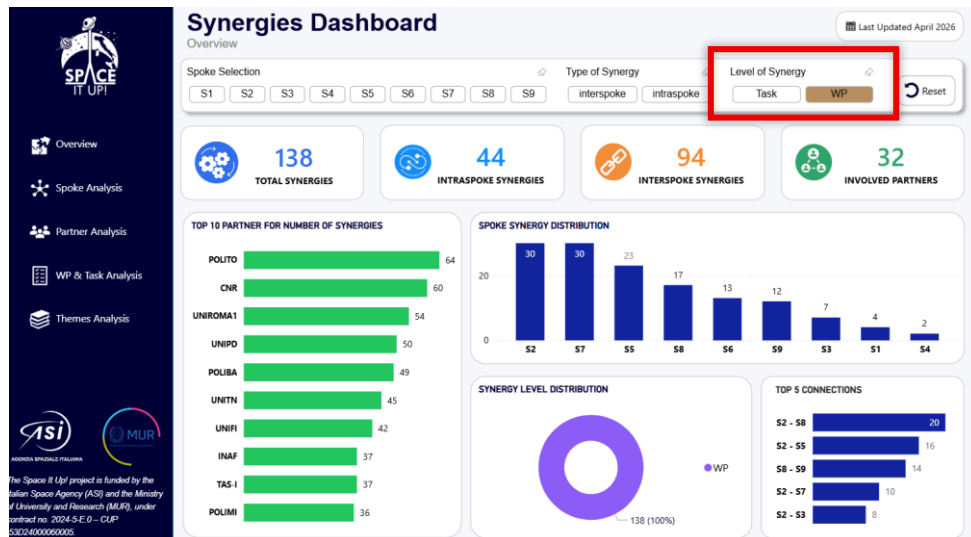 SPACE
IT UP!
Overview
Spoke Analysis
Partner Analysis
WP & Task Analysis
Themes Analysis
asi
AGENZIA SPAZIALE ITALIANA
MUR
The Space It Up! project is funded by the
Italian Space Agency (ASI) and the Ministry
of University and Research (MUR), under
contract no. 2024-5-E.0 – CUP
53D24000060005.
Synergies Dashboard
Overview
Last Updated April 2026
Spoke Selection
S1 S2 S3 S4 S5 S6 S7 S8 S9
Type of Synergy
interspoke intraspoke
Level of Synergy
Task WP
Reset
138
TOTAL SYNERGIES
44
INTRASPOKE SYNERGIES
94
INTERSPOKE SYNERGIES
32
INVOLVED PARTNERS
TOP 10 PARTNER FOR NUMBER OF SYNERGIES
POLITO 64
CNR 60
UNIROMA1 54
UNIPD 50
POLIBA 49
UNITN 45
UNIFI 42
INAF 37
TAS-I 37
POLIMI 36
SPOKE SYNERGY DISTRIBUTION
30 30 23 17 13 12 7 4 2
20
0
S2 S7 S5 S8 S6 S9 S3 S1 S4
SYNERGY LEVEL DISTRIBUTION
WP
138 (100%)
TOP 5 CONNECTIONS
S2 - S8 20
S2 - S5 16
S8 - S9 14
S2 - S7 10
S2 - S3 8